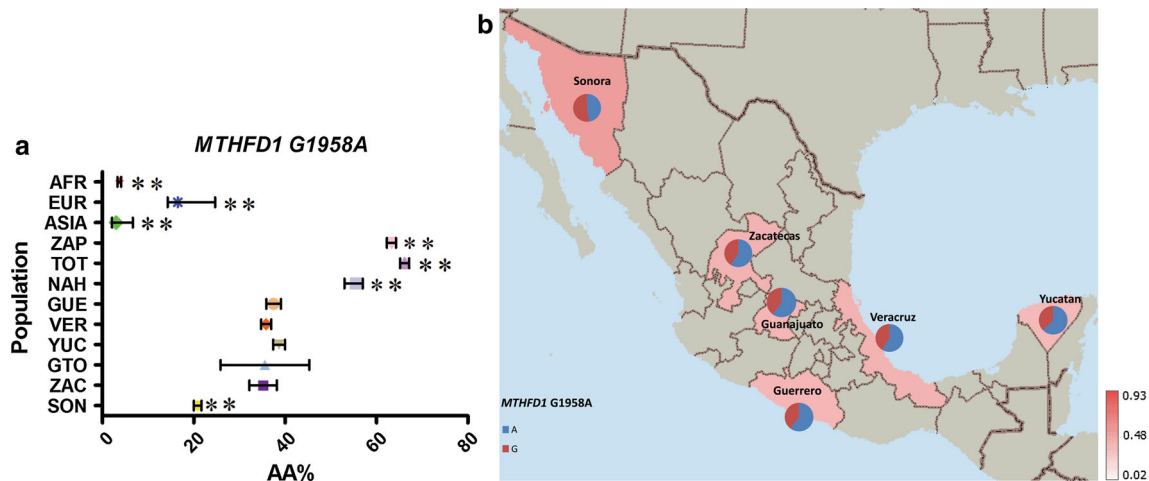 a
MTHFD1 G1958A
Population
AFR **
EUR **
ASIA **
ZAP **
TOT **
NAH **
GUE
VER
YUC
GTO
ZAC
SON **
0 20 40 60 80
AA%
b
Sonora
Zacatecas
Guanajuato
Veracruz
Yucatan
Guerrero
MTHFD1 G1958A
A
G
0.93
0.48
0.02